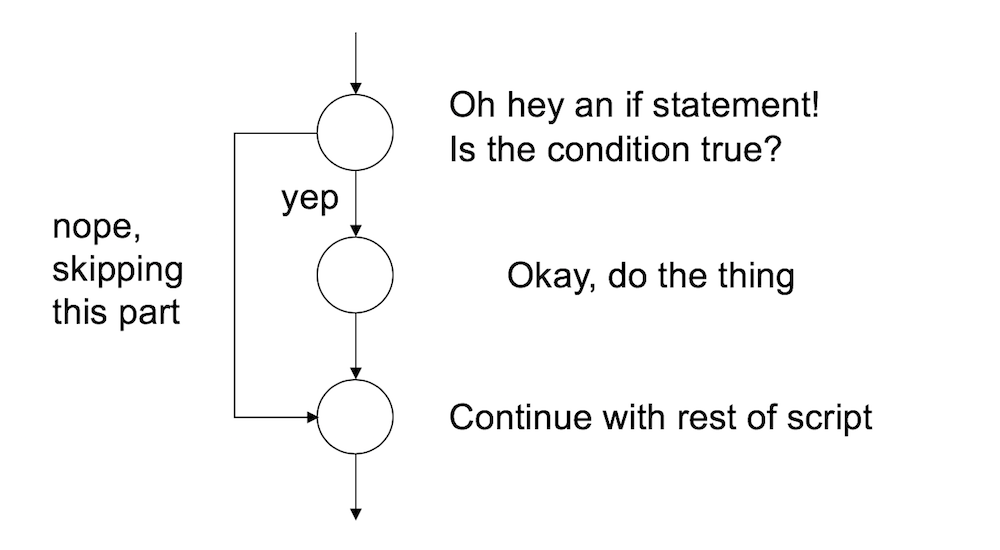 Oh hey an if statement!
Is the condition true?
yep
nope,
skipping
this part
Okay, do the thing
Continue with rest of script